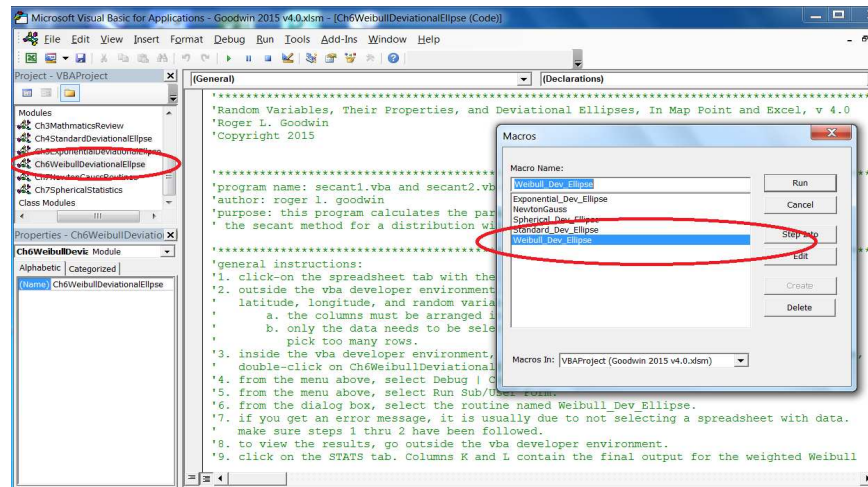 Microsoft Visual Basic for Applications - Goodwin 2015 v4.0.xlsm - [Ch6WeibullDeviationalEllpse (Code)]
File Edit View Insert Format Debug Run Tools Add-Ins Window Help
Project - VBAProject
Modules
Ch3MathmaticsReview
Ch4StandardDeviationalEllpse
Ch5ExponentialDeviationalEllpse
Ch6WeibullDeviationalEllpse
Ch7NewtonGaussRoutines
Ch7SphericalStatistics
Class Modules
Properties - Ch6WeibullDeviation
Ch6WeibullDevia Module
Alphabetic Categorized
(Name) Ch6WeibullDeviationalEllpse
(General)
(Declarations)
'Random Variables, Their Properties, and Deviational Ellipses, In Map Point and Excel, v 4.0
'Roger L. Goodwin
'Copyright 2015
'program name: secant1.vba and secant2.vb
'author: roger l. goodwin
'purpose: this program calculates the par
' the secant method for a distribution wi
'general instructions:
'1. click-on the spreadsheet tab with the
'2. outside the vba developer environment
' latitude, longitude, and random varia
' a. the columns must be arranged i
' b. only the data needs to be sele
' pick too many rows.
'3. inside the vba developer environment,
' double-click on Ch6WeibullDeviational
'4. from the menu above, select Debug | C
'5. from the menu above, select Run Sub/User form.
'6. from the dialog box, select the routine named Weibull_Dev_Ellipse.
'7. if you get an error message, it is usually due to not selecting a spreadsheet with data.
' make sure steps 1 thru 2 have been followed.
'8. to view the results, go outside the vba developer environment.
'9. click on the STATS tab. Columns K and L contain the final output for the weighted Weibull
Macros
Macro Name:
Weibull_Dev_Ellipse
Exponential_Dev_Ellipse
NewtonGauss
Spherical_Dev_Ellipse
Standard_Dev_Ellipse
Weibull_Dev_Ellipse
Run
Cancel
Step Into
Edit
Create
Delete
Macros In: VBAProject (Goodwin 2015 v4.0.xlsm)